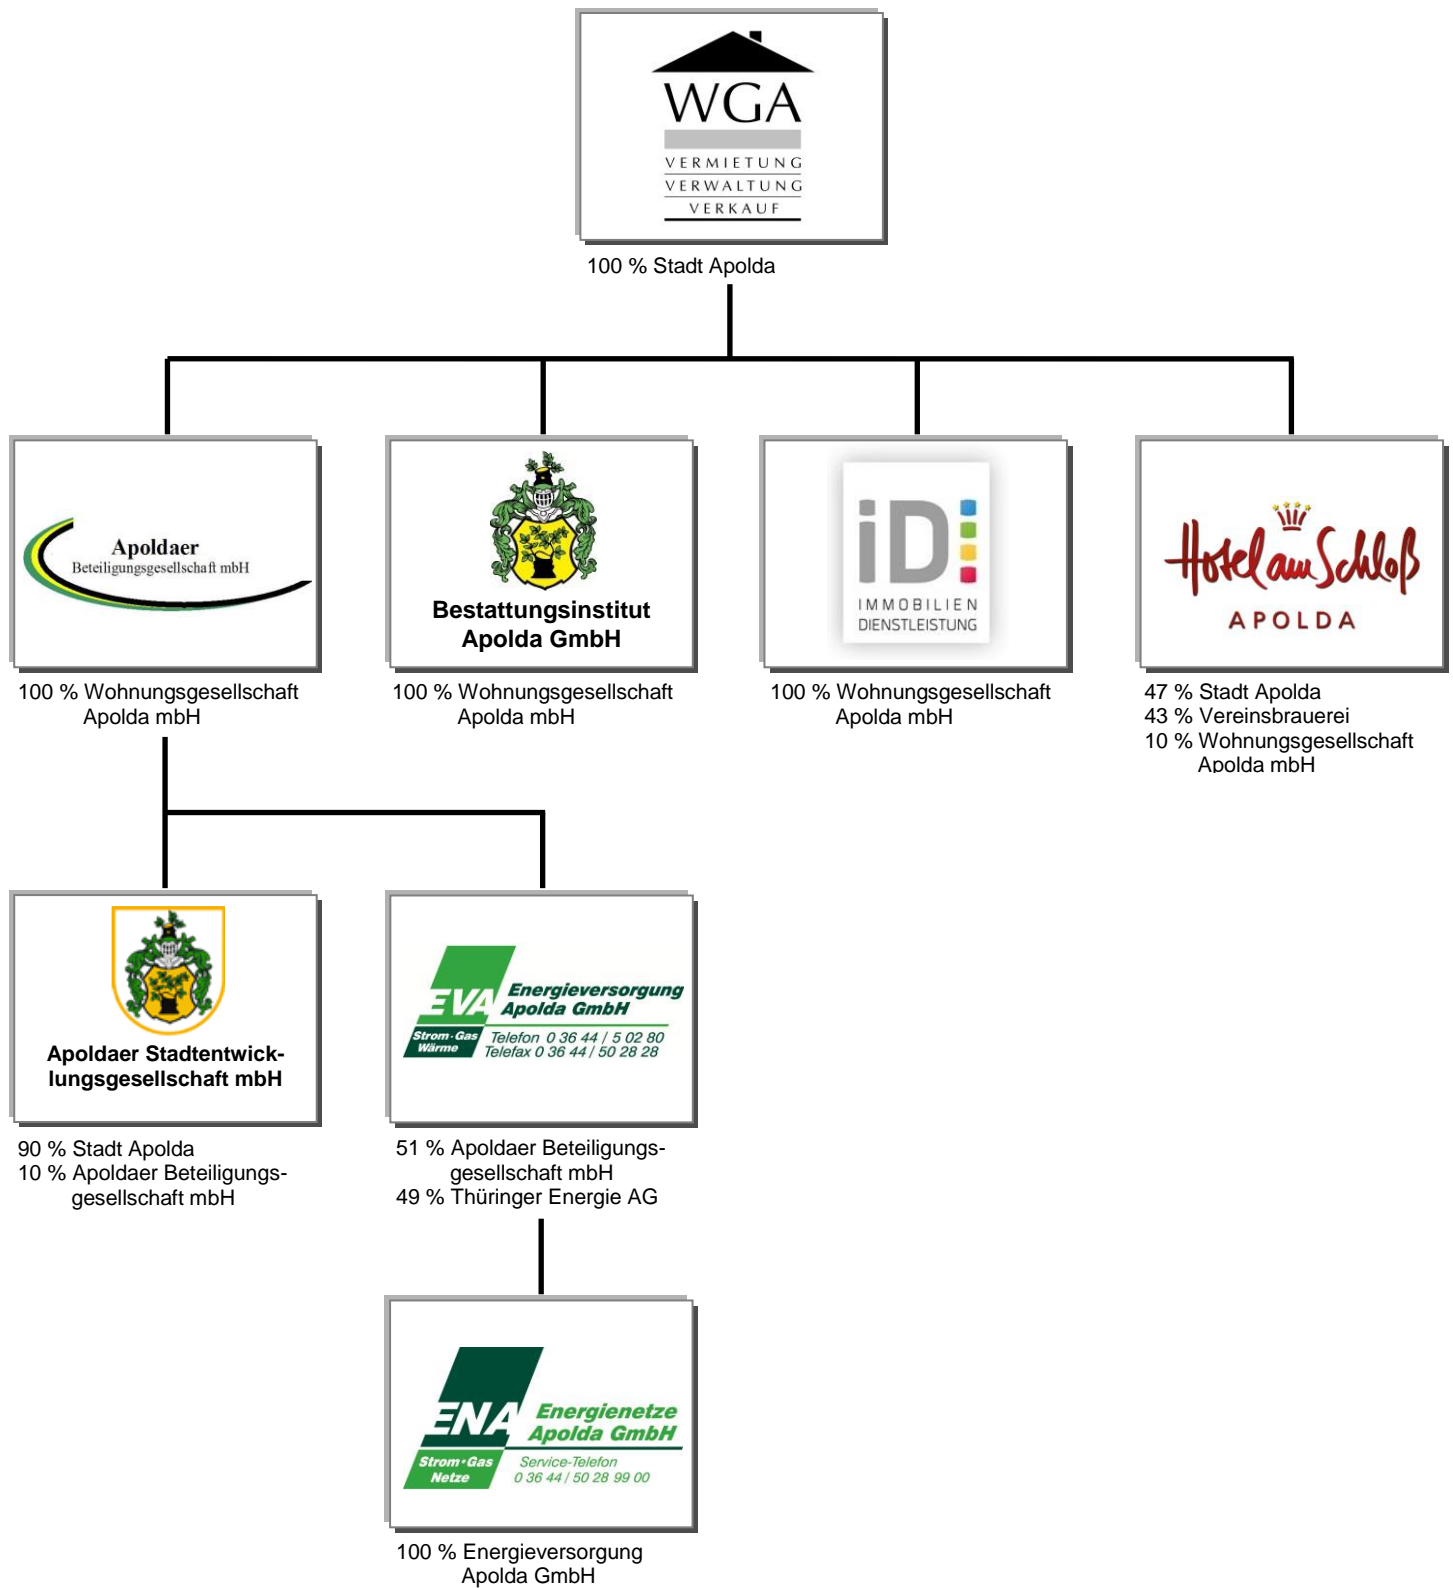 WGA
VERMIETUNG
VERWALTUNG
VERKAUF
100 % Stadt Apolda
Apoldaer
Beteiligungsgesellschaft mbH
100 % Wohnungsgesellschaft
Apolda mbH
Bestattungsinstitut
Apolda GmbH
100 % Wohnungsgesellschaft
Apolda mbH
iD
IMMOBILIEN
DIENSTLEISTUNG
100 % Wohnungsgesellschaft
Apolda mbH
Hotel am Schloß
APOLDA
47 % Stadt Apolda
43 % Vereinsbrauerei
10 % Wohnungsgesellschaft
Apolda mbH
Apoldaer Stadtentwick-
lungsgesellschaft mbH
90 % Stadt Apolda
10 % Apoldaer Beteiligungs-
gesellschaft mbH
EVA
Energieversorgung
Apolda GmbH
Strom·Gas
Wärme
Telefon 0 36 44 / 5 02 80
Telefax 0 36 44 / 50 28 28
51 % Apoldaer Beteiligungs-
gesellschaft mbH
49 % Thüringer Energie AG
ENA
Energienetze
Apolda GmbH
Strom·Gas
Netze
Service-Telefon
0 36 44 / 50 28 99 00
100 % Energieversorgung
Apolda GmbH